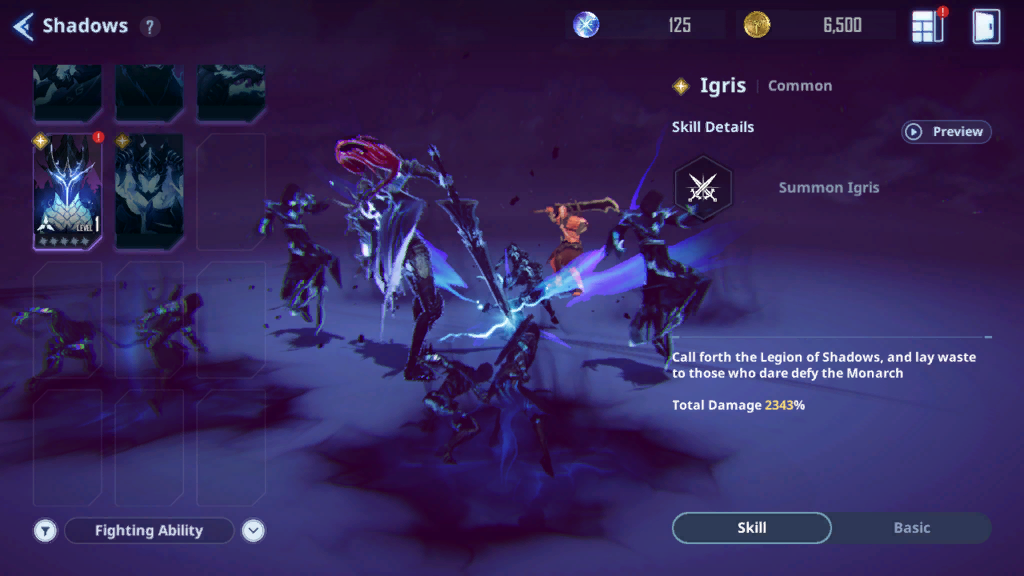 Shadows ?
125
6,500
Igris | Common
Skill Details
Preview
Summon Igris
LEVEL 1
Call forth the Legion of Shadows, and lay waste
to those who dare defy the Monarch
Total Damage 2343%
Fighting Ability
Skill
Basic